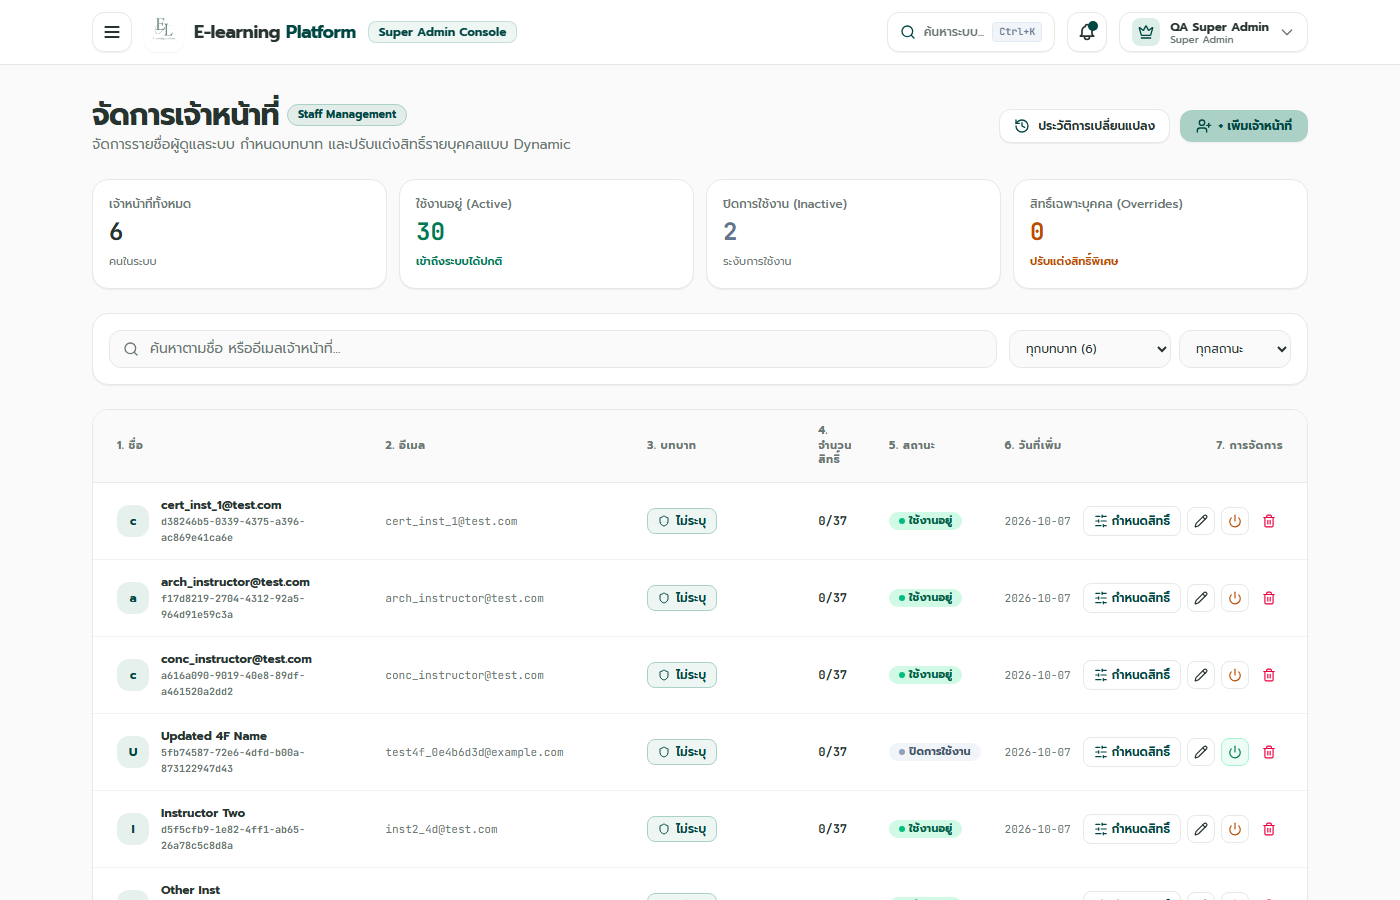 EL
E-learning Platform
Super Admin Console
ค้นหาระบบ...
Ctrl+K
QA Super Admin
Super Admin
จัดการเจ้าหน้าที่
Staff Management
จัดการรายชื่อผู้ดูแลระบบ กำหนดบทบาท และปรับแต่งสิทธิ์รายบุคคลแบบ Dynamic
ประวัติการเปลี่ยนแปลง
+ เพิ่มเจ้าหน้าที่
เจ้าหน้าที่ทั้งหมด
6
คนในระบบ
ใช้งานอยู่ (Active)
30
เข้าถึงระบบได้ปกติ
ปิดการใช้งาน (Inactive)
2
ระงับการใช้งาน
สิทธิ์เฉพาะบุคคล (Overrides)
0
ปรับแต่งสิทธิ์พิเศษ
ค้นหาตามชื่อ หรืออีเมลเจ้าหน้าที่...
ทุกบทบาท (6)
ทุกสถานะ
1. ชื่อ
2. อีเมล
3. บทบาท
4.
จำนวน
สิทธิ์
5. สถานะ
6. วันที่เพิ่ม
7. การจัดการ
c
cert_inst_1@test.com
d38246b5-0339-4375-a396-
ac869e41ca6e
cert_inst_1@test.com
ไม่ระบุ
0/37
ใช้งานอยู่
2026-10-07
กำหนดสิทธิ์
a
arch_instructor@test.com
f17d8219-2704-4312-92a5-
964d91e59c3a
arch_instructor@test.com
ไม่ระบุ
0/37
ใช้งานอยู่
2026-10-07
กำหนดสิทธิ์
c
conc_instructor@test.com
a616a090-9019-40e8-89df-
a461520a2dd2
conc_instructor@test.com
ไม่ระบุ
0/37
ใช้งานอยู่
2026-10-07
กำหนดสิทธิ์
U
Updated 4F Name
5fb74587-72e6-4dfd-b00a-
873122947d43
test4f_0e4b6d3d@example.com
ไม่ระบุ
0/37
ปิดการใช้งาน
2026-10-07
กำหนดสิทธิ์
I
Instructor Two
d5f5cfb9-1e82-4ff1-ab65-
26a78c5c8d8a
inst2_4d@test.com
ไม่ระบุ
0/37
ใช้งานอยู่
2026-10-07
กำหนดสิทธิ์
Other Inst